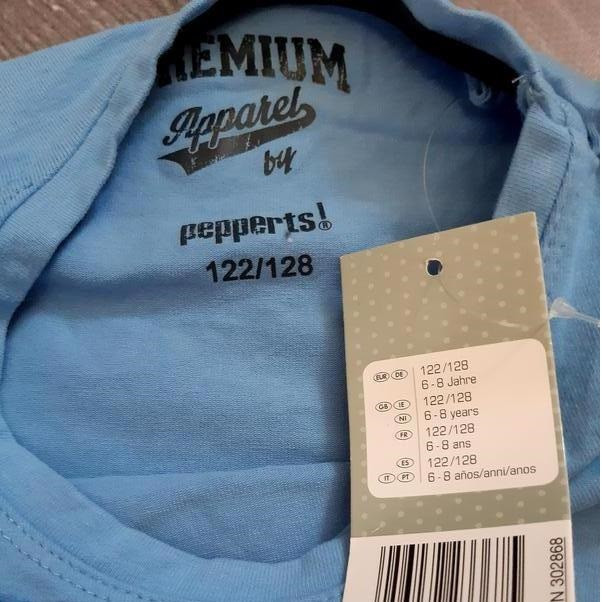 PREMIUM
Apparel
by
pepperts!®
122/128
EUR DE 122/128
6-8 Jahre
GB IE 122/128
NI 6-8 years
FR 122/128
6-8 ans
ES 122/128
IT PT 6-8 años/anni/anos
N 302868